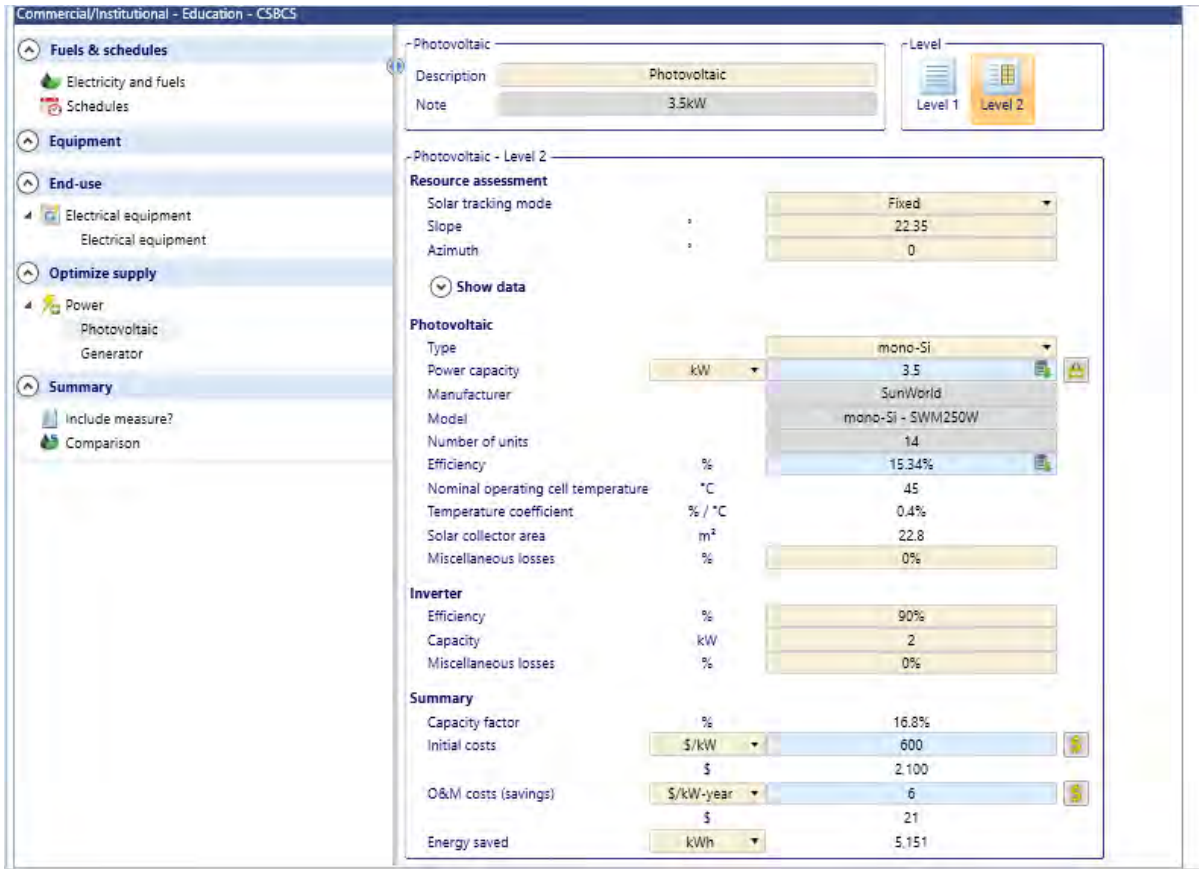 Commercial/Institutional - Education - CSBCS
Fuels & schedules
Electricity and fuels
Schedules
Equipment
End-use
Electrical equipment
Electrical equipment
Optimize supply
Power
Photovoltaic
Generator
Summary
Include measure?
Comparison
Photovoltaic
Description Photovoltaic
Note 3.5kW
Level
Level 1 Level 2
Photovoltaic - Level 2
Resource assessment
Solar tracking mode Fixed
Slope ° 22.35
Azimuth ° 0
Show data
Photovoltaic
Type mono-Si
Power capacity kW 3.5
Manufacturer SunWorld
Model mono-Si - SWM250W
Number of units 14
Efficiency % 15.34%
Nominal operating cell temperature °C 45
Temperature coefficient % / °C 0.4%
Solar collector area m² 22.8
Miscellaneous losses % 0%
Inverter
Efficiency % 90%
Capacity kW 2
Miscellaneous losses % 0%
Summary
Capacity factor % 16.8%
Initial costs $/kW 600
$ 2,100
O&M costs (savings) $/kW-year 6
$ 21
Energy saved kWh 5,151